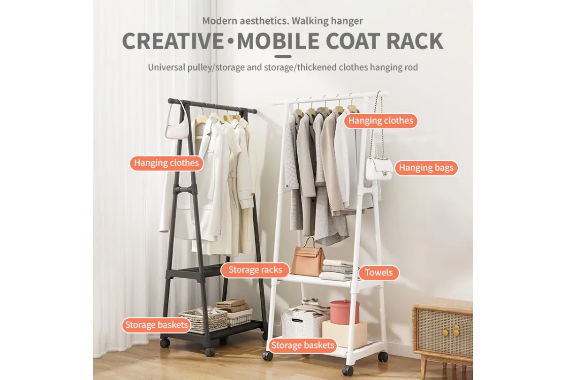 Modern aesthetics. Walking hanger
CREATIVE•MOBILE COAT RACK
Universal pulley/storage and storage/thickened clothes hanging rod
Hanging clothes
Hanging clothes
Hanging bags
Storage racks
Towels
Storage baskets
Storage baskets